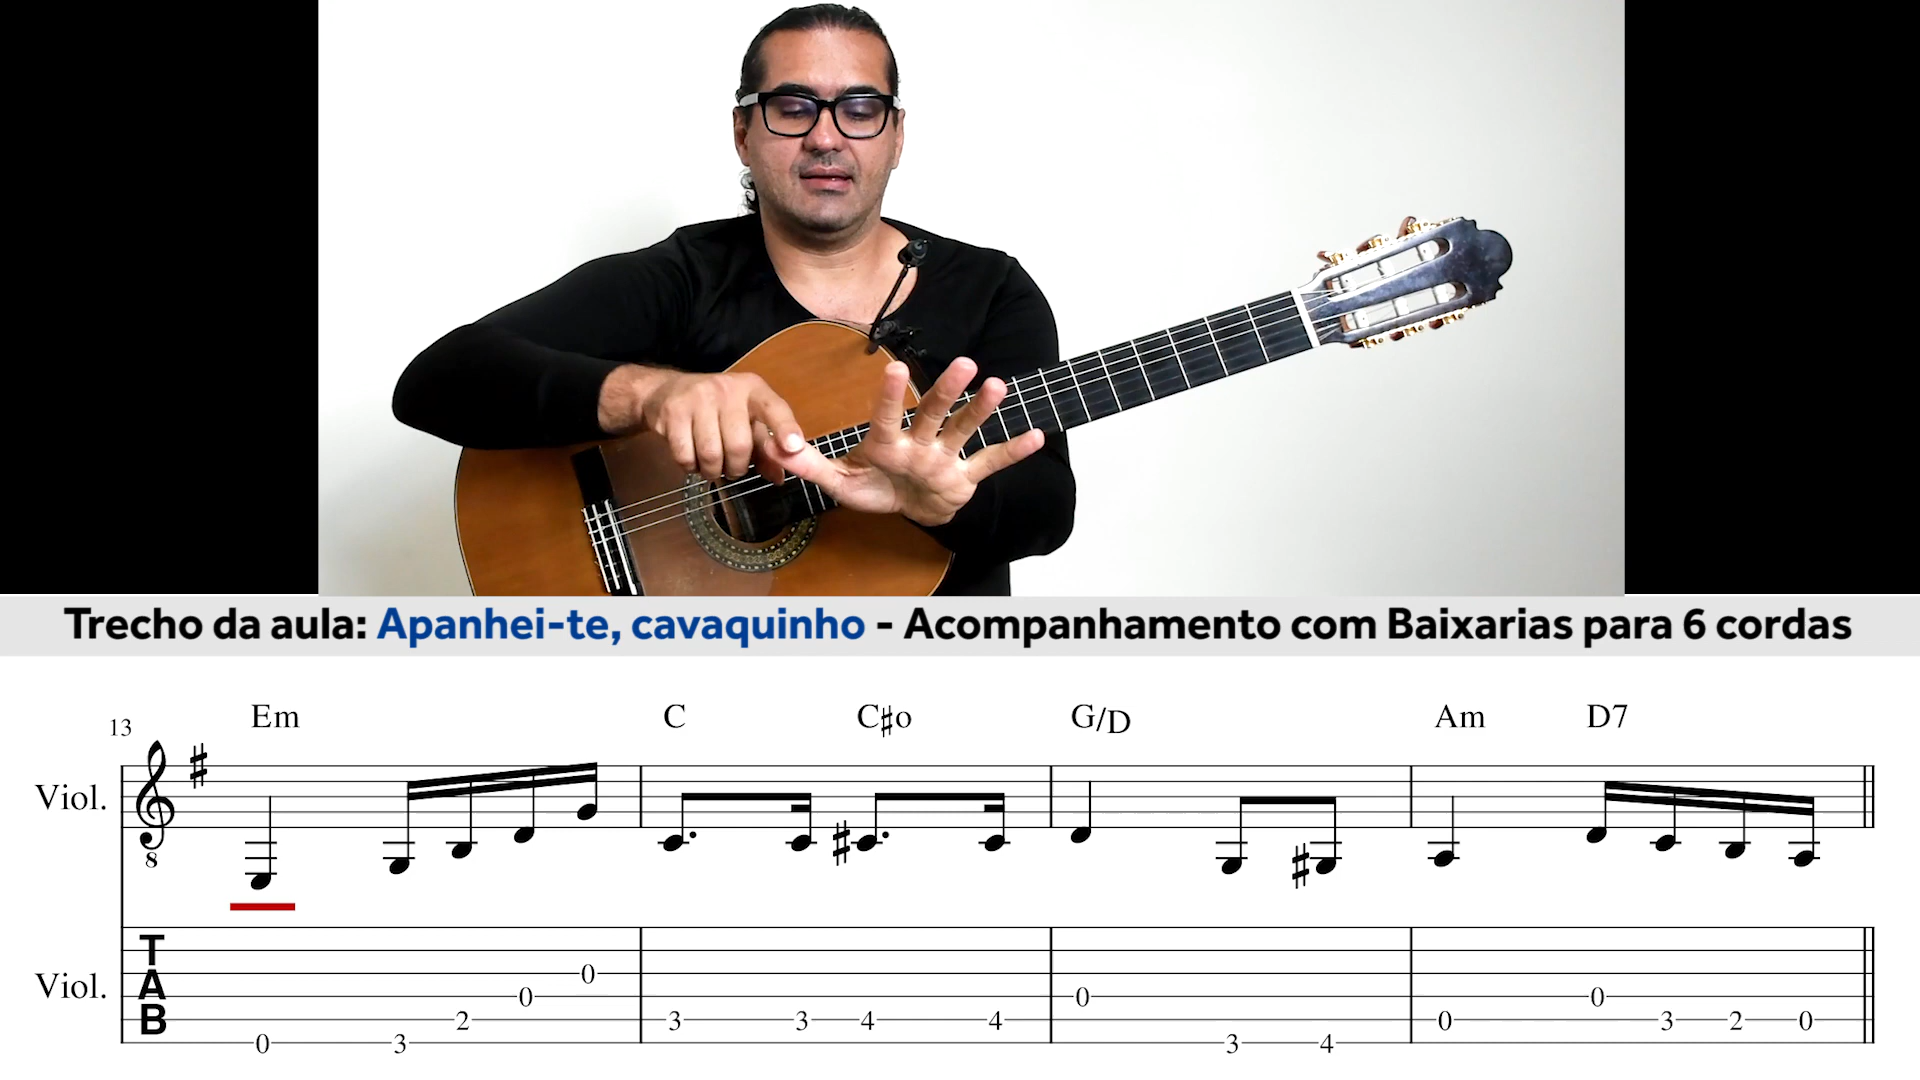 Trecho da aula: Apanhei-te, cavaquinho - Acompanhamento com Baixarias para 6 cordas
13 Em C C♯o G/D Am D7
Viol.
8
Viol. TAB
0 3 2 0 0 3 3 4 4 0 3 4 0 0 3 2 0